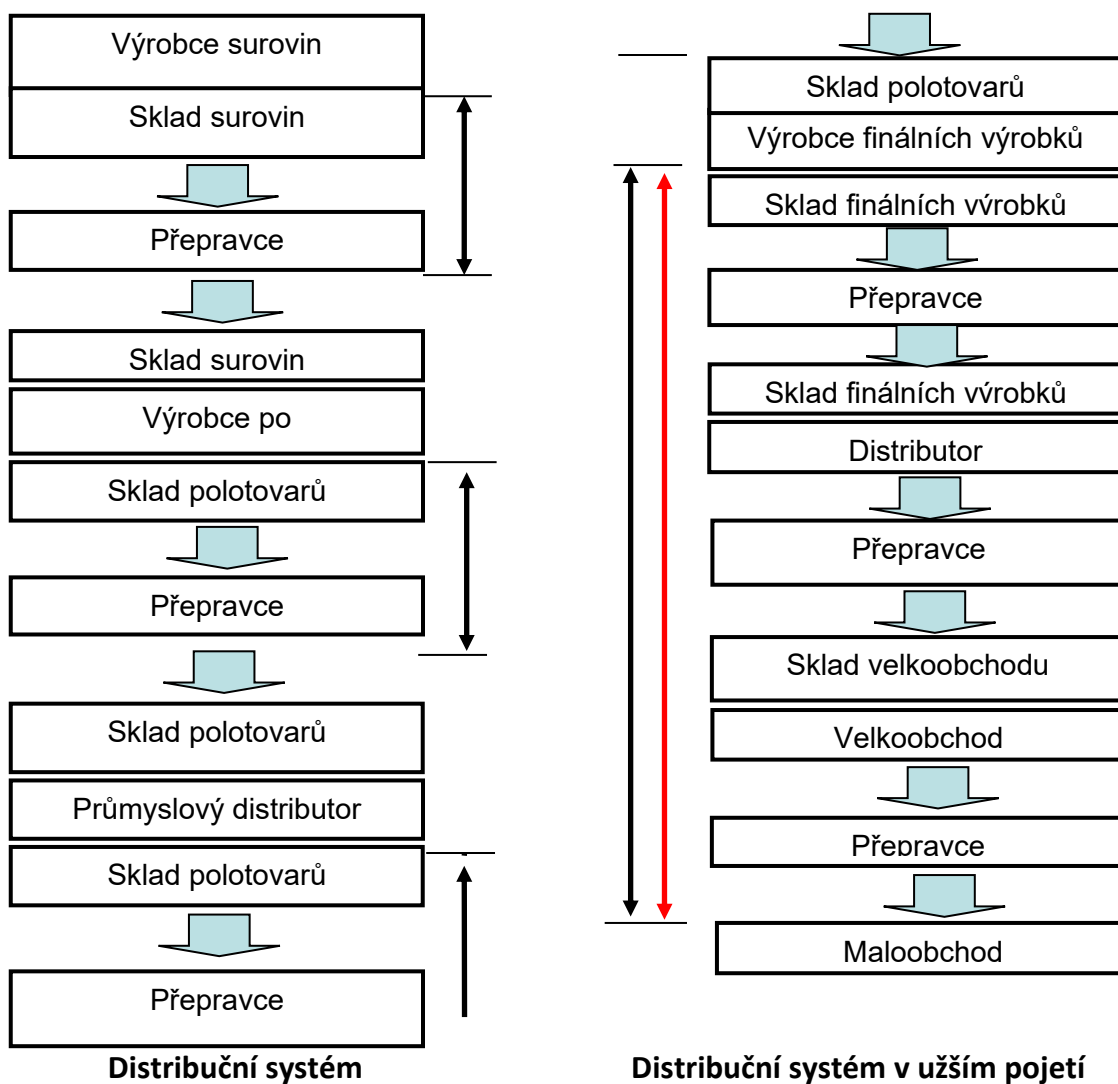 Výrobce surovin
Sklad surovin
Přepravce
Sklad surovin
Výrobce po
Sklad polotovarů
Přepravce
Sklad polotovarů
Průmyslový distributor
Sklad polotovarů
Přepravce
Distribuční systém
Sklad polotovarů
Výrobce finálních výrobků
Sklad finálních výrobků
Přepravce
Sklad finálních výrobků
Distributor
Přepravce
Sklad velkoobchodu
Velkoobchod
Přepravce
Maloobchod
Distribuční systém v užším pojetí